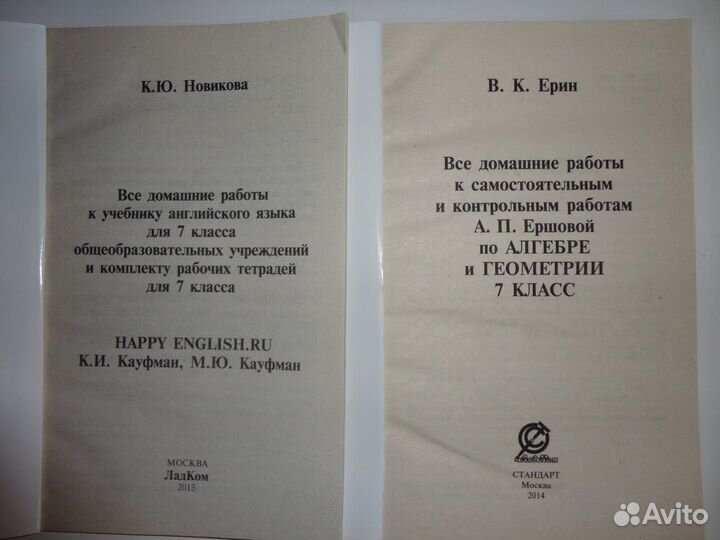 К.Ю. Новикова
Все домашние работы
к учебнику английского языка
для 7 класса
общеобразовательных учреждений
и комплекту рабочих тетрадей
для 7 класса
HAPPY ENGLISH.RU
К.И. Кауфман, М.Ю. Кауфман
МОСКВА
ЛадКом
2013
В. К. Ерин
Все домашние работы
к самостоятельным
и контрольным работам
А. П. Ершовой
по АЛГЕБРЕ
и ГЕОМЕТРИИ
7 КЛАСС
СТАНДАРТ
Москва
2014
Avito